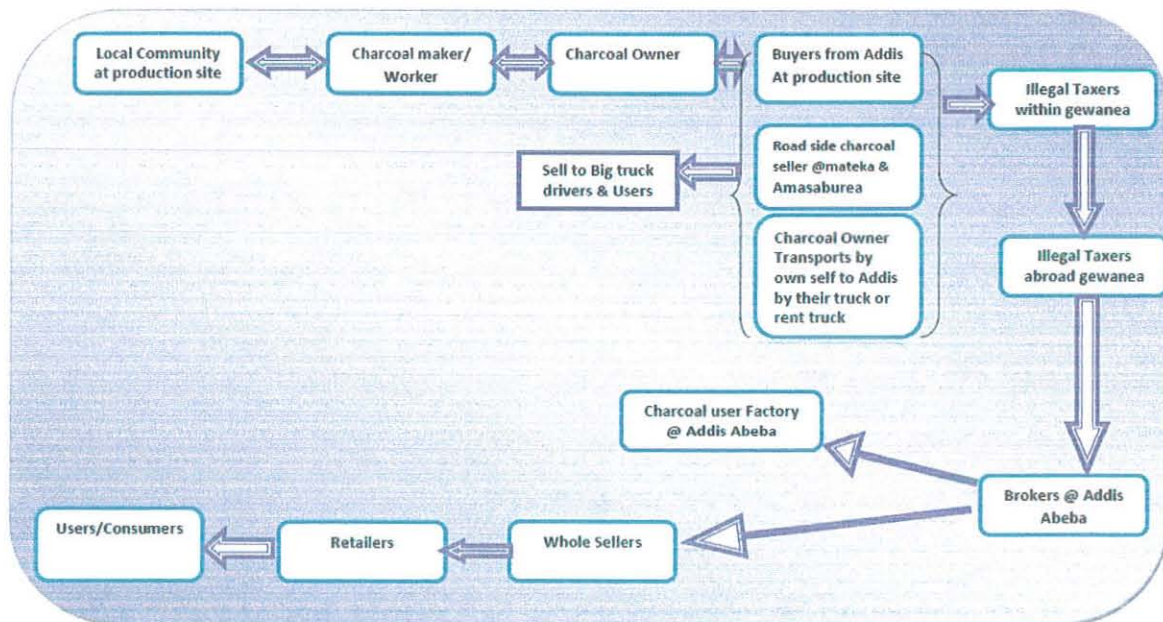 Local Community
at production site
Charcoal maker/
Worker
Charcoal Owner
Buyers from Addis
At production site
Illegal Taxers
within gewanea
Road side charcoal
seller @mateka &
Amasaburea
Sell to Big truck
drivers & Users
Charcoal Owner
Transports by
own self to Addis
by their truck or
rent truck
Illegal Taxers
abroad gewanea
Charcoal user Factory
@ Addis Abeba
Brokers @ Addis
Abeba
Whole Sellers
Retailers
Users/Consumers